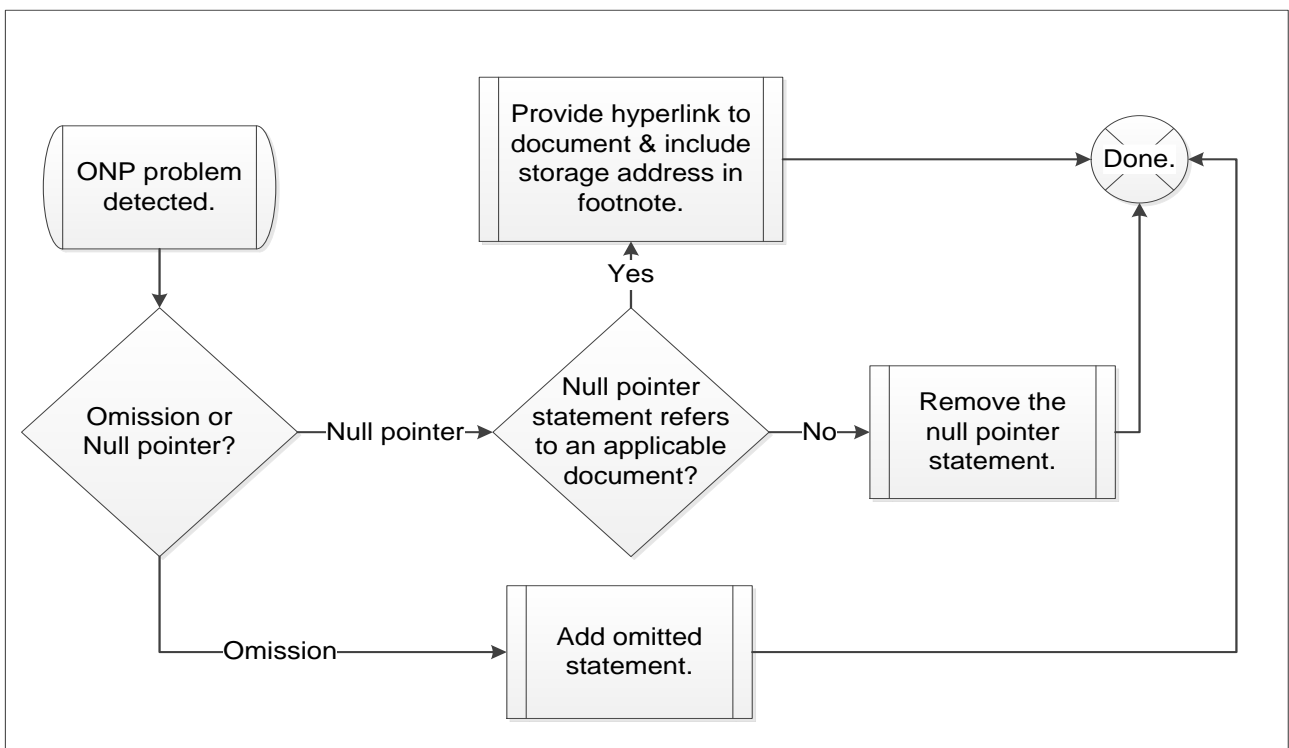 ONP problem
detected.
Omission or
Null pointer?
Null pointer
Null pointer
statement refers
to an applicable
document?
Yes
Provide hyperlink to
document & include
storage address in
footnote.
No
Remove the
null pointer
statement.
Omission
Add omitted
statement.
Done.